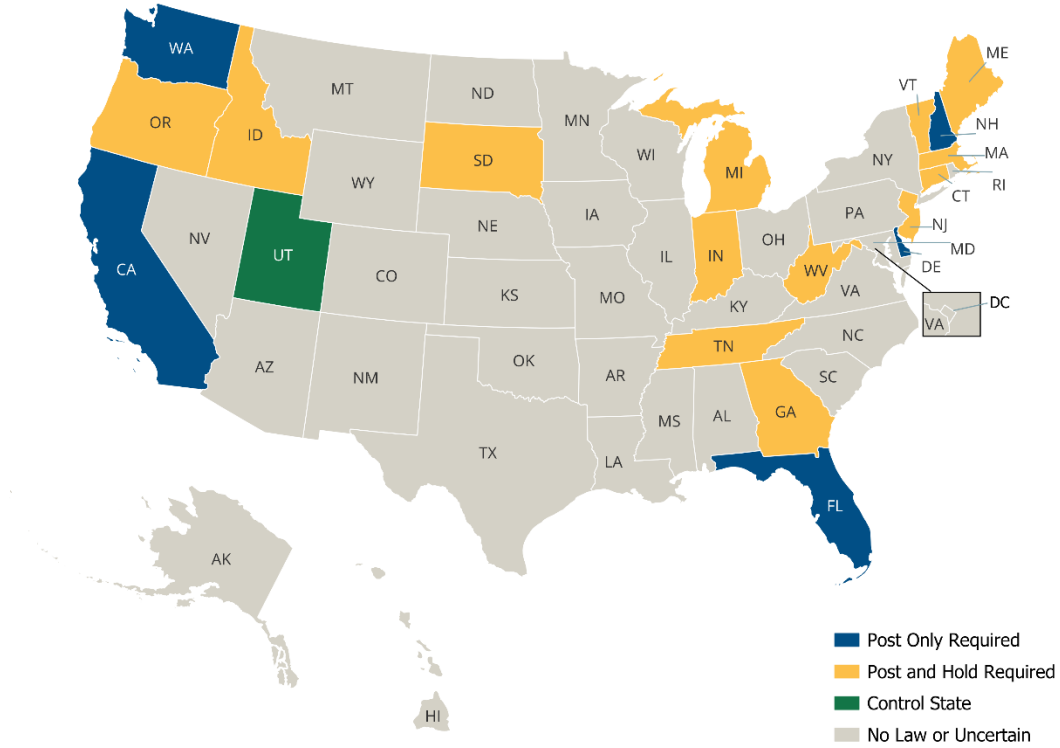 WA
MT
ND
MN
ME
VT
NH
OR
ID
SD
WI
MI
NY
MA
RI
CT
WY
IA
PA
NJ
NE
OH
MD
NV
UT
IL
IN
DE
CA
CO
WV
VA
DC
KS
MO
KY
VA
TN
NC
AZ
NM
OK
AR
SC
MS
AL
GA
TX
LA
FL
AK
HI
Post Only Required
Post and Hold Required
Control State
No Law or Uncertain